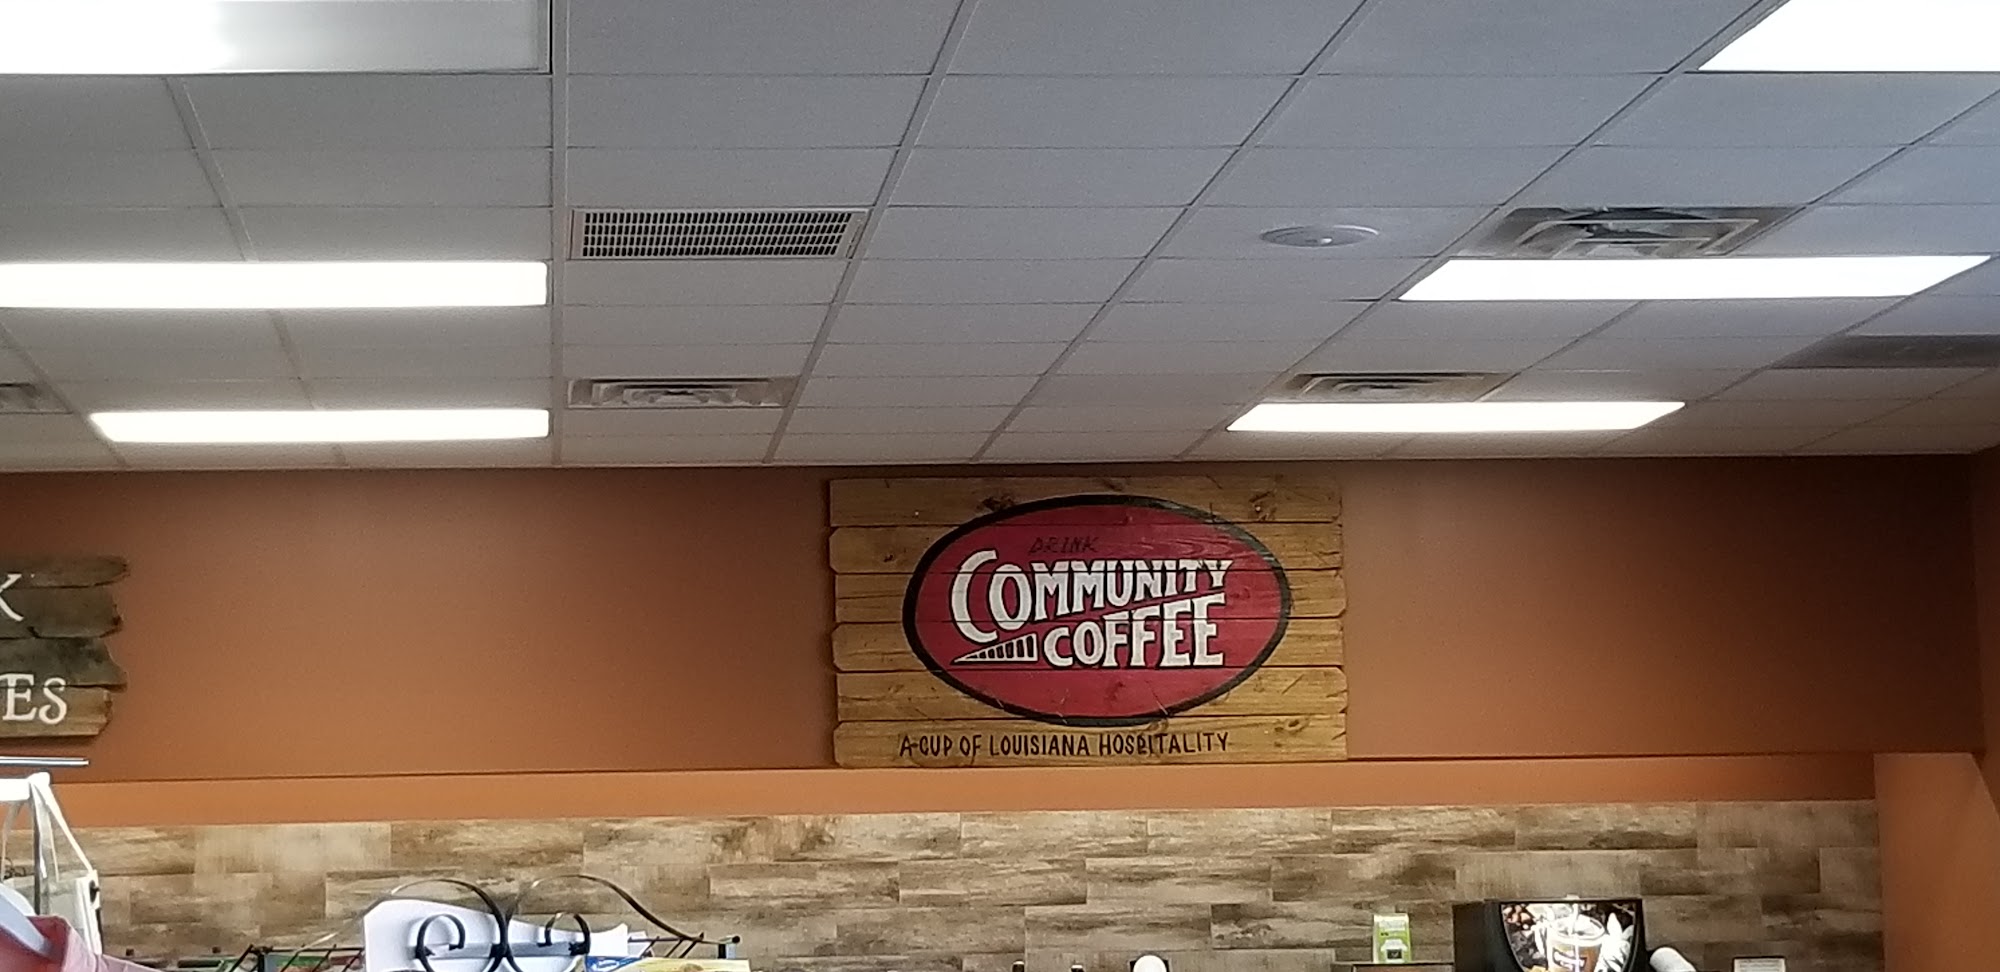 K
ES
DRINK
COMMUNITY
COFFEE
A CUP OF LOUISIANA HOSPITALITY